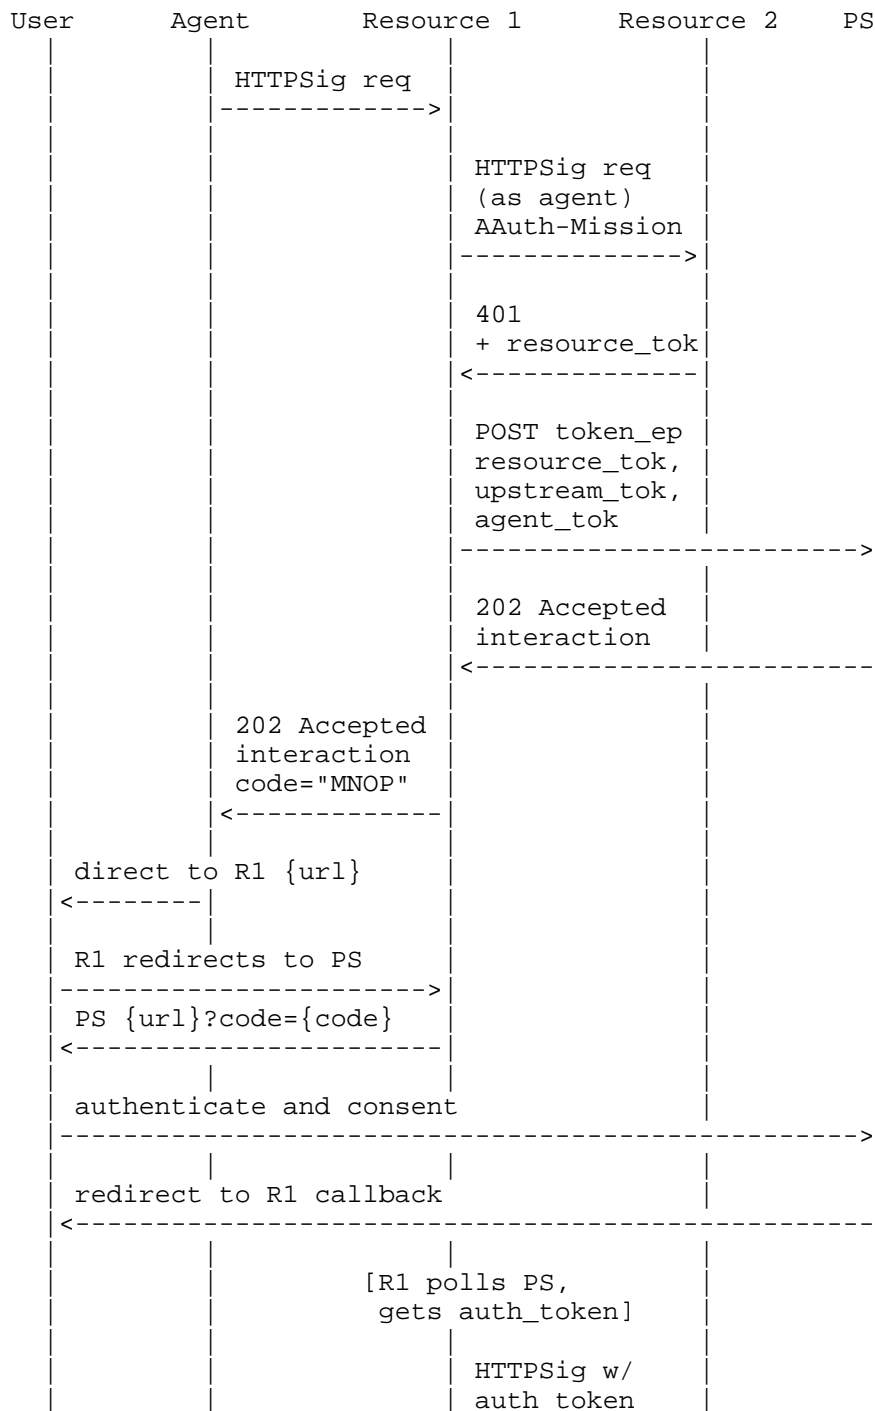 User Agent Resource 1 Resource 2 PS
HTTPSig req
HTTPSig req
(as agent)
AAuth-Mission
401
+ resource_tok
POST token_ep
resource_tok,
upstream_tok,
agent_tok
202 Accepted
interaction
202 Accepted
interaction
code="MNOP"
direct to R1 {url}
R1 redirects to PS
PS {url}?code={code}
authenticate and consent
redirect to R1 callback
[R1 polls PS,
gets auth_token]
HTTPSig w/
auth token